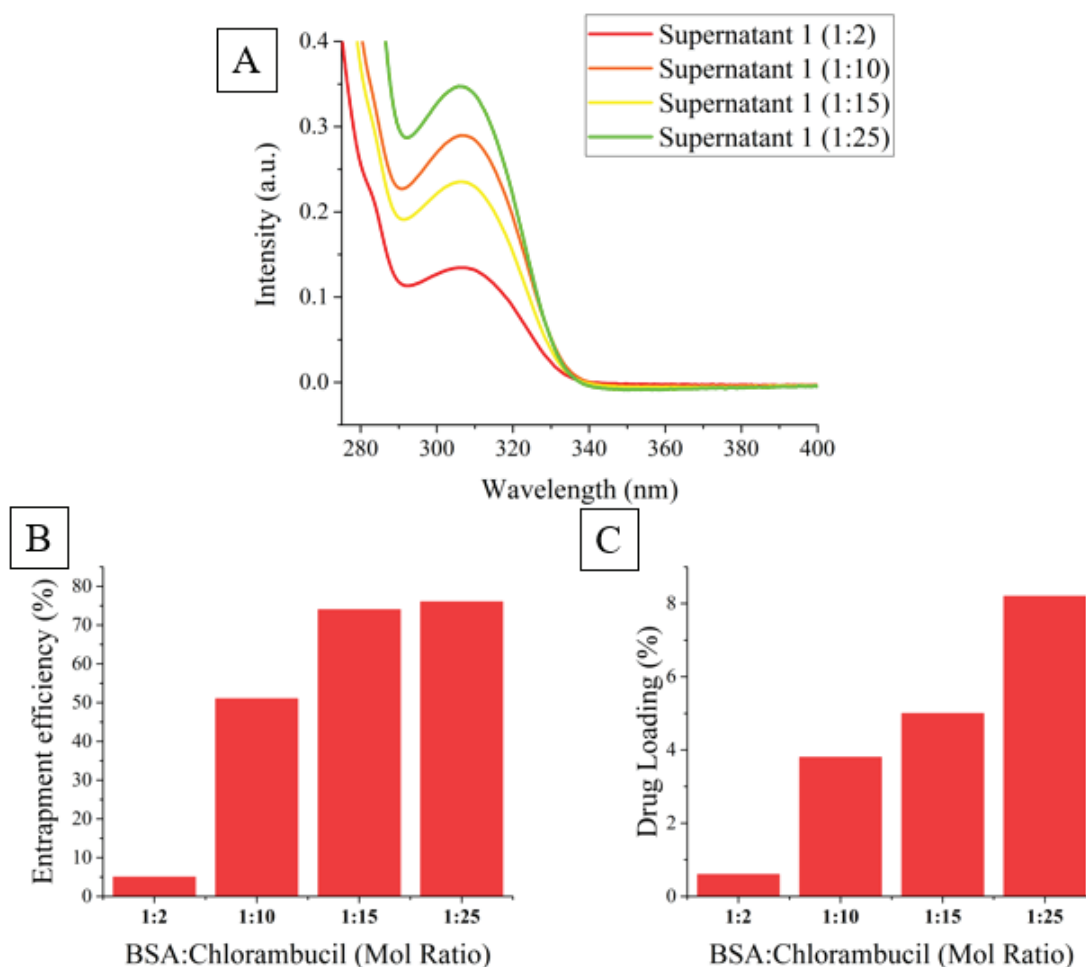 A
Supernatant 1 (1:2)
Supernatant 1 (1:10)
Supernatant 1 (1:15)
Supernatant 1 (1:25)
0.4
0.3
0.2
0.1
0.0
Intensity (a.u.)
280 300 320 340 360 380 400
Wavelength (nm)
B
80
70
60
50
40
30
20
10
0
Entrapment efficiency (%)
1:2 1:10 1:15 1:25
BSA:Chlorambucil (Mol Ratio)
C
8
6
4
2
0
Drug Loading (%)
1:2 1:10 1:15 1:25
BSA:Chlorambucil (Mol Ratio)